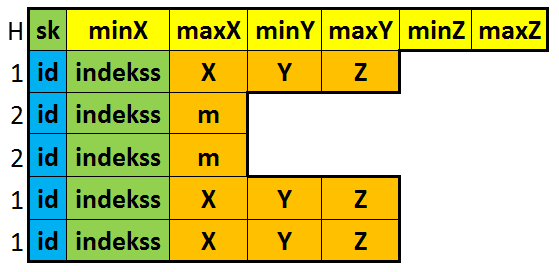 H sk minX maxX minY maxY minZ maxZ
1 id indekss X Y Z
2 id indekss m
2 id indekss m
1 id indekss X Y Z
1 id indekss X Y Z